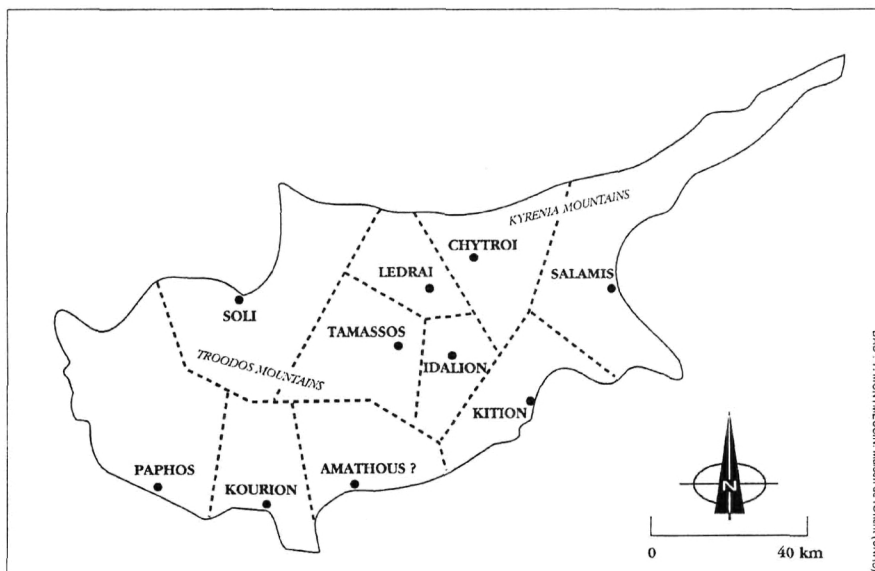 KYRENIA MOUNTAINS
CHYTROI
LEDRAI
SALAMIS
SOLI
TAMASSOS
IDALION
TROODOS MOUNTAINS
KITION
PAPHOS
KOURION
AMATHOUS ?
N
0 40 km